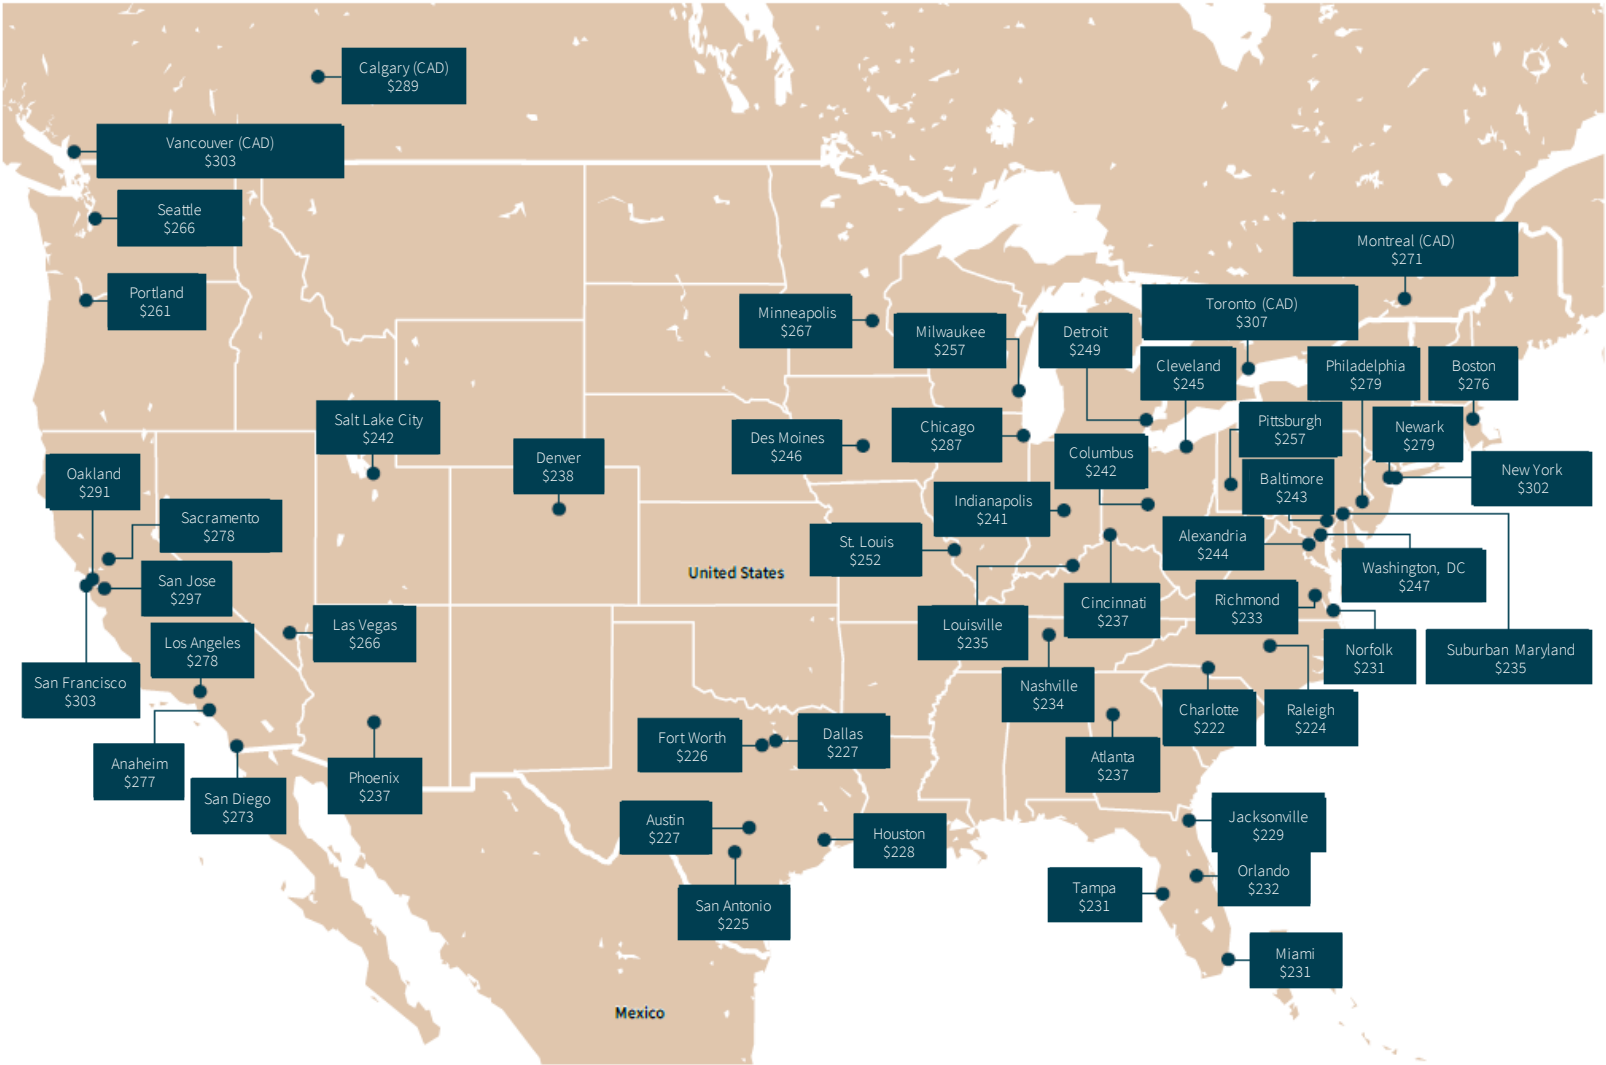 Calgary (CAD)
$289
Vancouver (CAD)
$303
Seattle
$266
Montreal (CAD)
$271
Portland
$261
Toronto (CAD)
$307
Minneapolis
$267
Milwaukee
$257
Detroit
$249
Cleveland
$245
Philadelphia
$279
Boston
$276
Salt Lake City
$242
Des Moines
$246
Chicago
$287
Pittsburgh
$257
Newark
$279
Denver
$238
Columbus
$242
Oakland
$291
Baltimore
$243
New York
$302
Sacramento
$278
Indianapolis
$241
St. Louis
$252
Alexandria
$244
San Jose
$297
United States
Washington, DC
$247
Las Vegas
$266
Louisville
$235
Cincinnati
$237
Richmond
$233
Los Angeles
$278
Norfolk
$231
Suburban Maryland
$235
San Francisco
$303
Nashville
$234
Charlotte
$222
Raleigh
$224
Fort Worth
$226
Dallas
$227
Anaheim
$277
Atlanta
$237
Phoenix
$237
San Diego
$273
Austin
$227
Houston
$228
Jacksonville
$229
Orlando
$232
Tampa
$231
San Antonio
$225
Miami
$231
Mexico